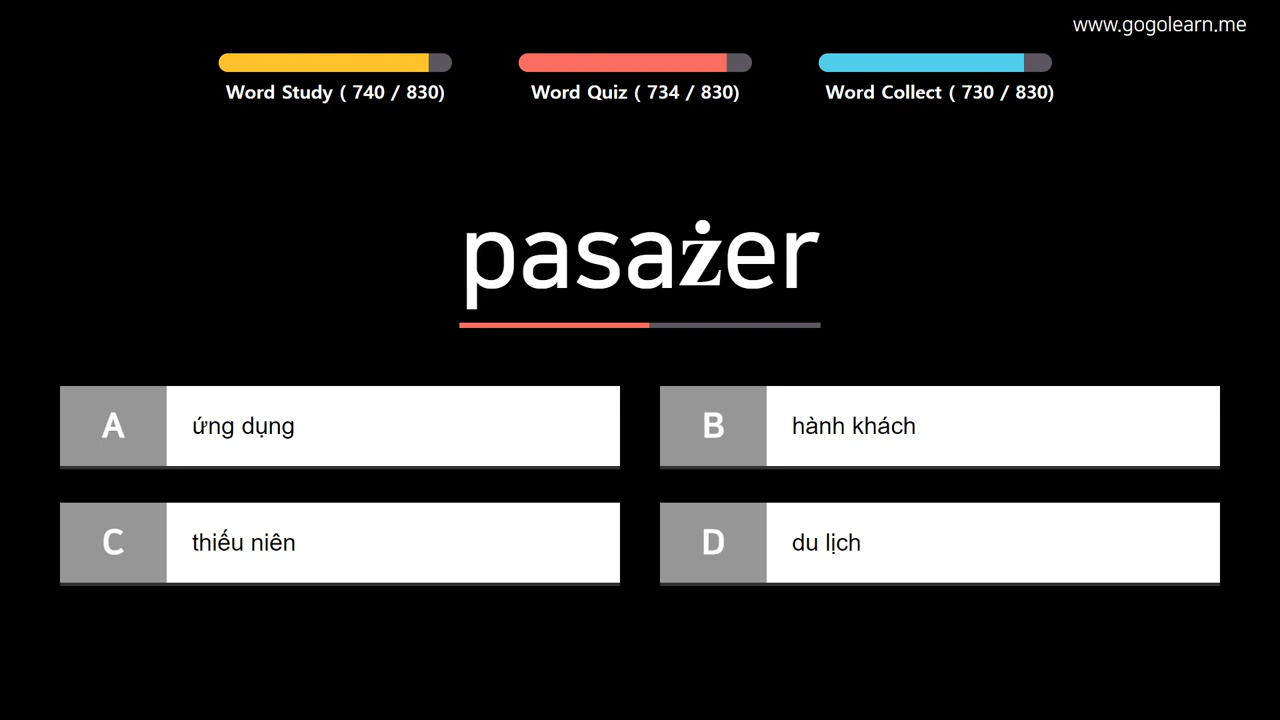 www.gogolearn.me
Word Study ( 740 / 830)
Word Quiz ( 734 / 830)
Word Collect ( 730 / 830)
pasażer
A
ứng dụng
B
hành khách
C
thiếu niên
D
du lịch